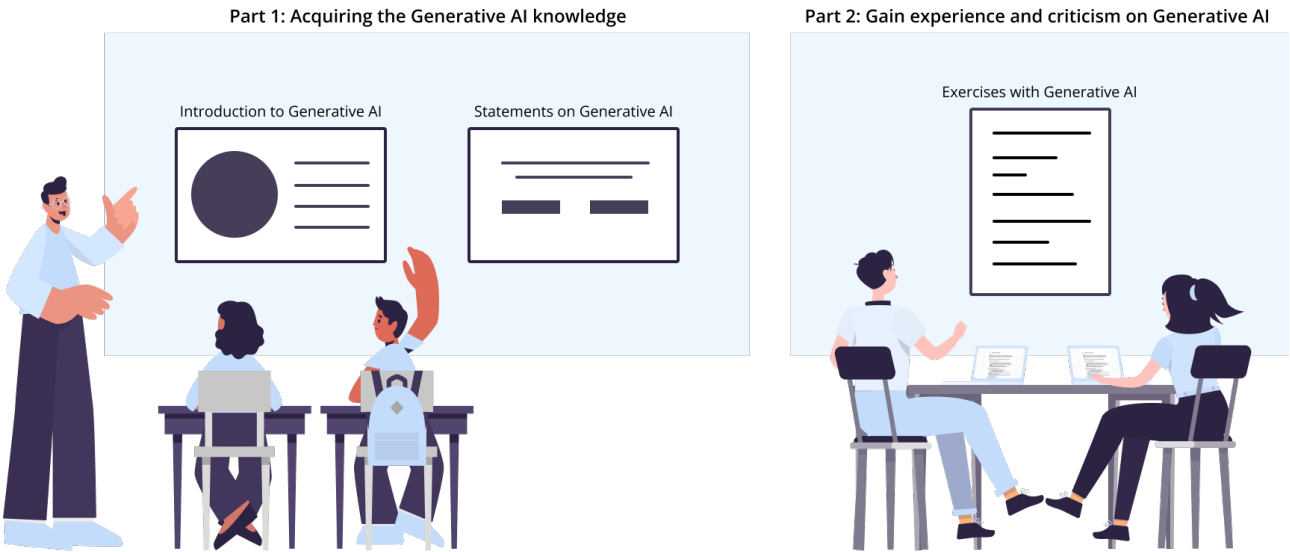 Part 1: Acquiring the Generative AI knowledge
Introduction to Generative AI
Statements on Generative AI
Part 2: Gain experience and criticism on Generative AI
Exercises with Generative AI